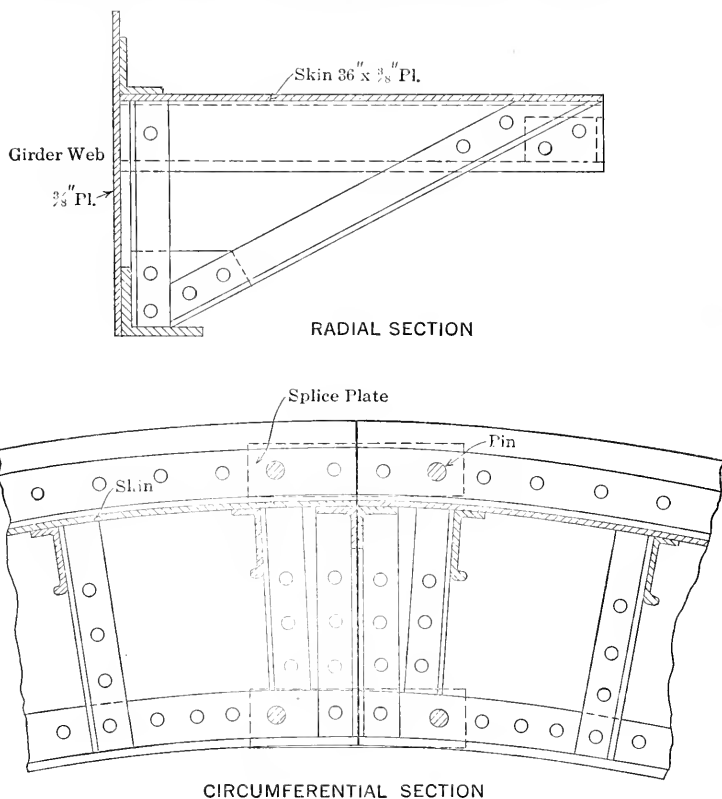 Skin 36" x 3/8" Pl.
Girder Web
3/8" Pl.
RADIAL SECTION
Splice Plate
Pin
Skin
CIRCUMFERENTIAL SECTION